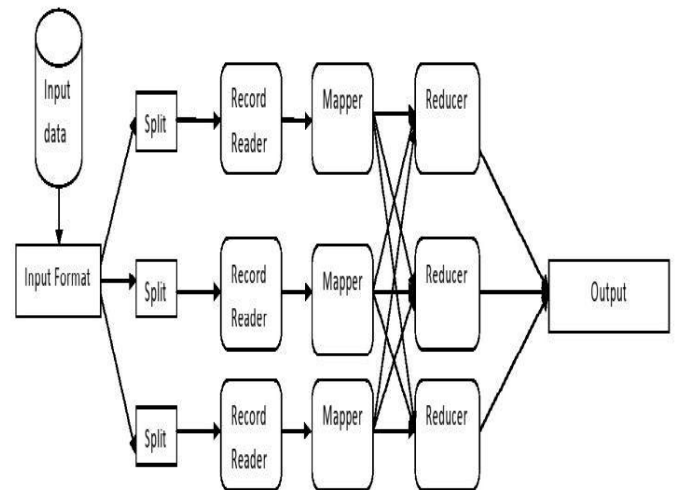 Input
data
Input Format
Split
Record
Reader
Mapper
Reducer
Split
Record
Reader
Mapper
Reducer
Split
Record
Reader
Mapper
Reducer
Output